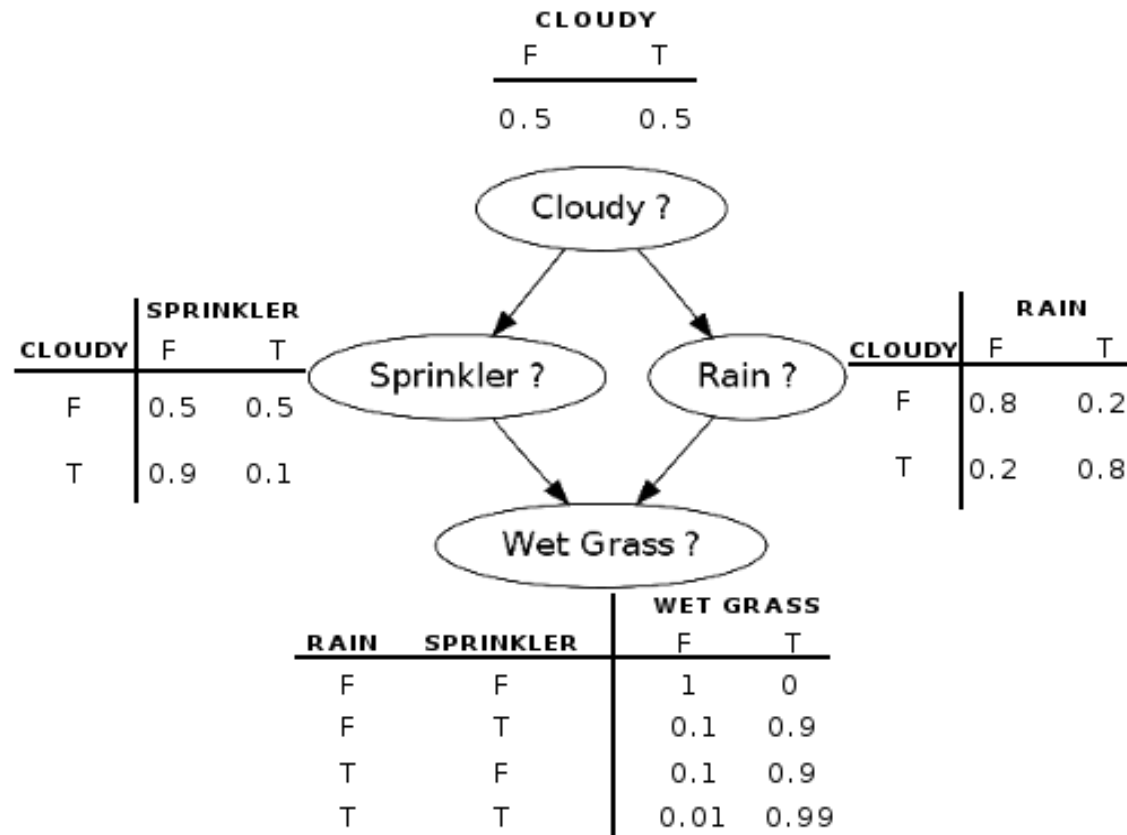 CLOUDY
F T
0.5 0.5
Cloudy ?
SPRINKLER
CLOUDY F T
F 0.5 0.5
T 0.9 0.1
Sprinkler ?
Rain ?
RAIN
CLOUDY F T
F 0.8 0.2
T 0.2 0.8
Wet Grass ?
WET GRASS
RAIN SPRINKLER F T
F F 1 0
F T 0.1 0.9
T F 0.1 0.9
T T 0.01 0.99